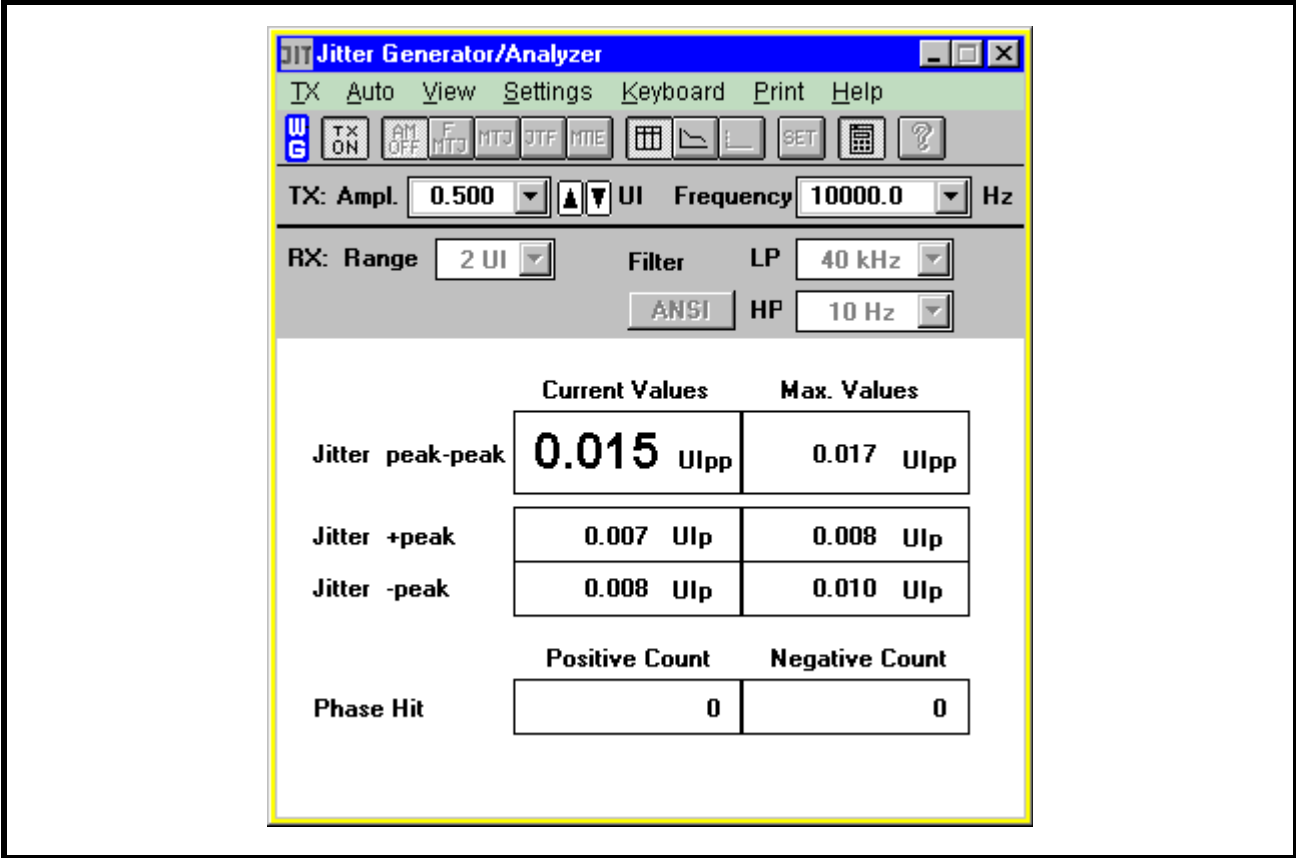 JIT Jitter Generator/Analyzer
TX Auto View Settings Keyboard Print Help
WG TX ON AM OFF F MTJ MTJ JTF MTIE SET ?
TX: Ampl. 0.500 UI Frequency 10000.0 Hz
RX: Range 2 UI Filter LP 40 kHz
ANSI HP 10 Hz
Current Values Max. Values
Jitter peak-peak 0.015 UIpp 0.017 UIpp
Jitter +peak 0.007 UIp 0.008 UIp
Jitter -peak 0.008 UIp 0.010 UIp
Positive Count Negative Count
Phase Hit 0 0